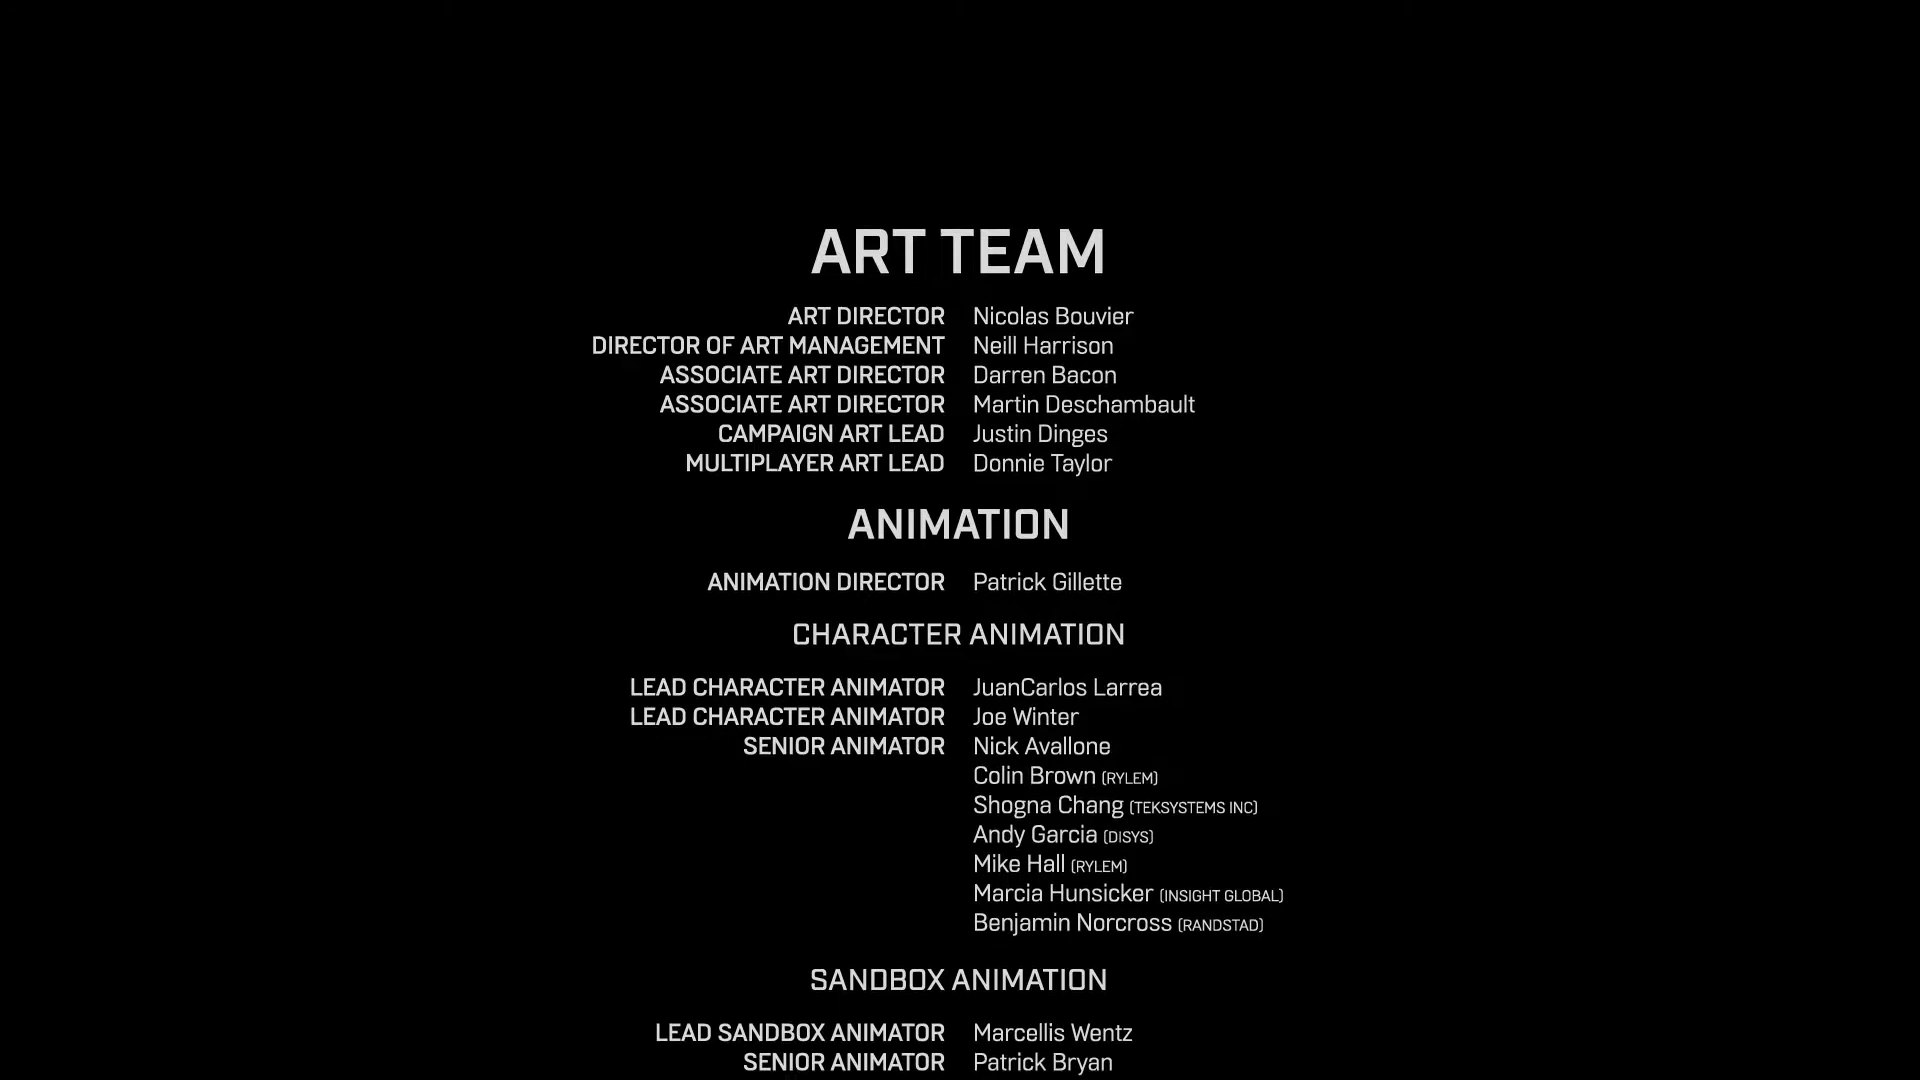 ART TEAM
ART DIRECTOR Nicolas Bouvier
DIRECTOR OF ART MANAGEMENT Neill Harrison
ASSOCIATE ART DIRECTOR Darren Bacon
ASSOCIATE ART DIRECTOR Martin Deschambault
CAMPAIGN ART LEAD Justin Dinges
MULTIPLAYER ART LEAD Donnie Taylor
ANIMATION
ANIMATION DIRECTOR Patrick Gillette
CHARACTER ANIMATION
LEAD CHARACTER ANIMATOR JuanCarlos Larrea
LEAD CHARACTER ANIMATOR Joe Winter
SENIOR ANIMATOR Nick Avallone
Colin Brown (RYLEM)
Shogna Chang (TEKSYSTEMS INC)
Andy Garcia (DISYS)
Mike Hall (RYLEM)
Marcia Hunsicker (INSIGHT GLOBAL)
Benjamin Norcross (RANDSTAD)
SANDBOX ANIMATION
LEAD SANDBOX ANIMATOR Marcellis Wentz
SENIOR ANIMATOR Patrick Bryan